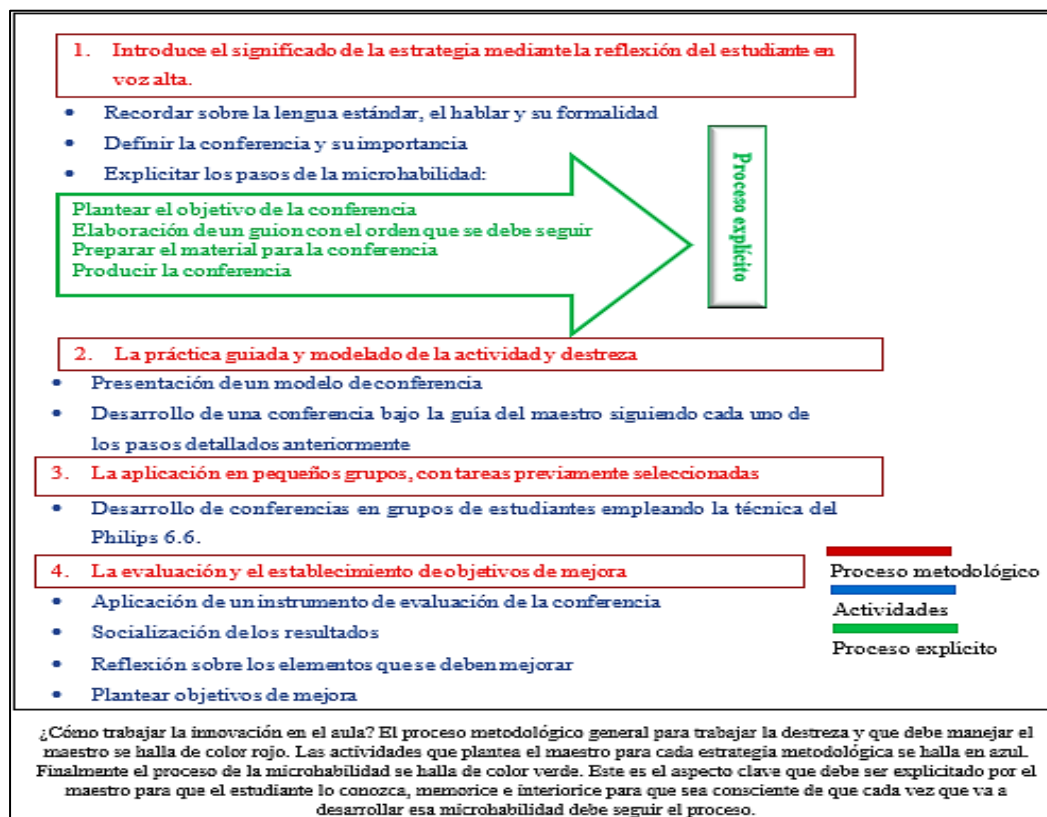 1. Introduce el significado de la estrategia mediante la reflexión del estudiante en
voz alta.
• Recordar sobre la lengua estándar, el hablar y su formalidad
• Definir la conferencia y su importancia
• Explicitar los pasos de la microhabilidad:
Plantear el objetivo de la conferencia
Elaboración de un guion con el orden que se debe seguir
Preparar el material para la conferencia
Producir la conferencia
Proceso explícito
2. La práctica guiada y modelado de la actividad y destreza
• Presentación de un modelo de conferencia
• Desarrollo de una conferencia bajo la guía del maestro siguiendo cada uno de
los pasos detallados anteriormente
3. La aplicación en pequeños grupos, con tareas previamente seleccionadas
• Desarrollo de conferencias en grupos de estudiantes empleando la técnica del
Philips 6.6.
4. La evaluación y el establecimiento de objetivos de mejora
• Aplicación de un instrumento de evaluación de la conferencia
• Socialización de los resultados
• Reflexión sobre los elementos que se deben mejorar
• Plantear objetivos de mejora
Proceso metodológico
Actividades
Proceso explícito
¿Cómo trabajar la innovación en el aula? El proceso metodológico general para trabajar la destreza y que debe manejar el
maestro se halla de color rojo. Las actividades que plantea el maestro para cada estrategia metodológica se halla en azul.
Finalmente el proceso de la microhabilidad se halla de color verde. Este es el aspecto clave que debe ser explicitado por el
maestro para que el estudiante lo conozca, memorice e interiorice para que sea consciente de que cada vez que va a
desarrollar esa microhabilidad debe seguir el proceso.